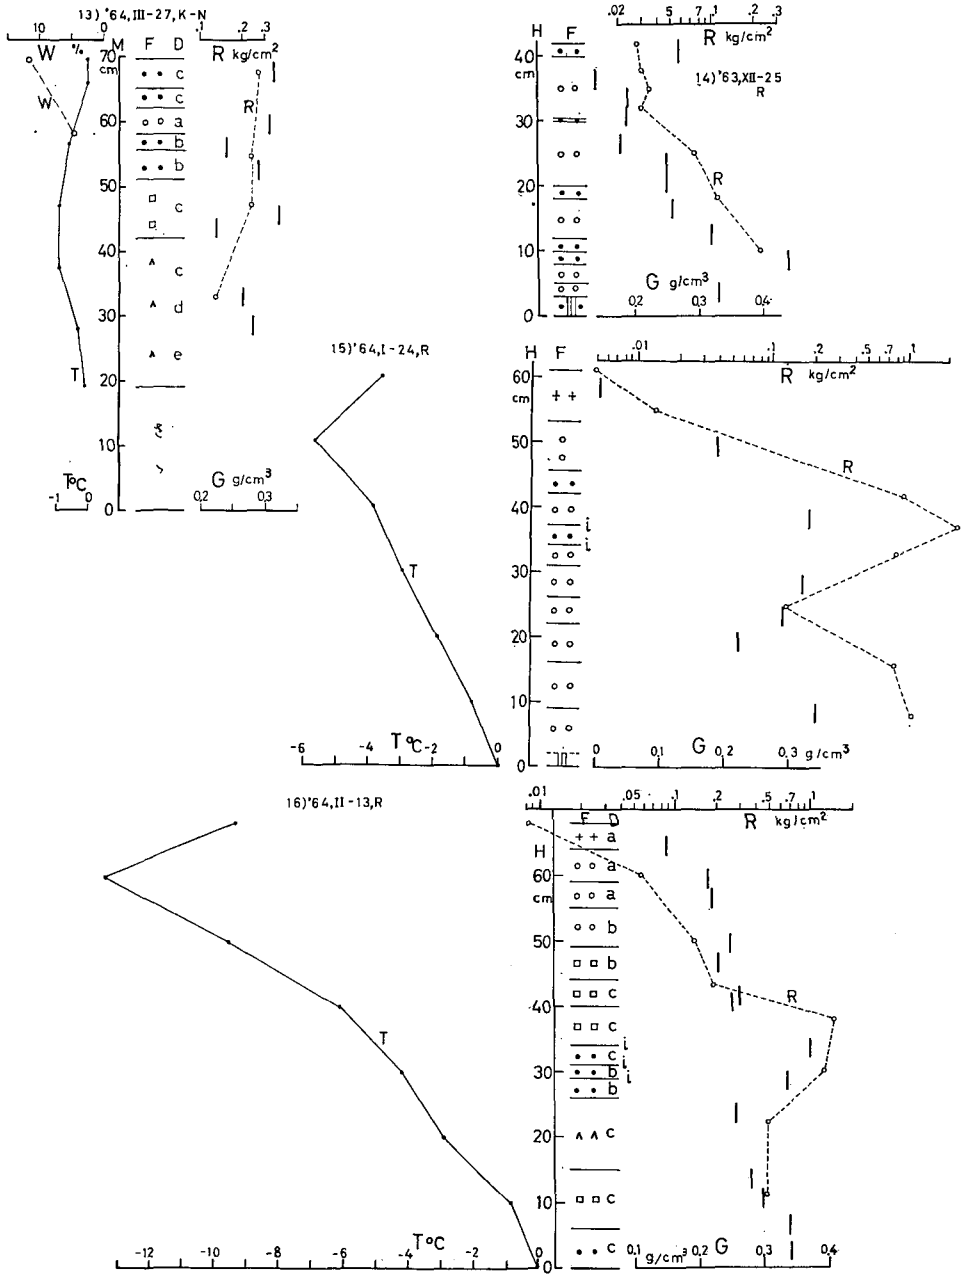 13) '64, III-27, K-N
10 0
W %
M
70
cm
60
50
40
30
20
10
0
F D
c
c
a
b
b
c
c
d
e
.1 .2 .3
R kg/cm²
R
W
W
T
T°C
-1 0
G g/cm³
0.2 0.3
H F
40
cm
30
20
10
0
.02 5 7 .1 .2 .3
R kg/cm²
14) '63, XII-25
R
R
G g/cm³
0.2 0.3 0.4
15) '64, I-24, R
T
-6 -4 T°C -2 0
H F
60
cm
50
40
30
20
10
0
i
i
.01 .1 .2 .5 .7 1
R kg/cm²
R
0 0.1 G 0.2 0.3 g/cm³
16) '64, II-13, R
T
-12 -10 -8 -6 -4 T°C -2 0
H
60
cm
50
40
30
20
10
0
F D
+ + a
a
a
b
b
c
c
c
b
b
c
c
c
i
i
i
.01 .05 .1 .2 .5 .7 1
R kg/cm²
R
0.1 g/cm³ 0.2 G 0.3 0.4